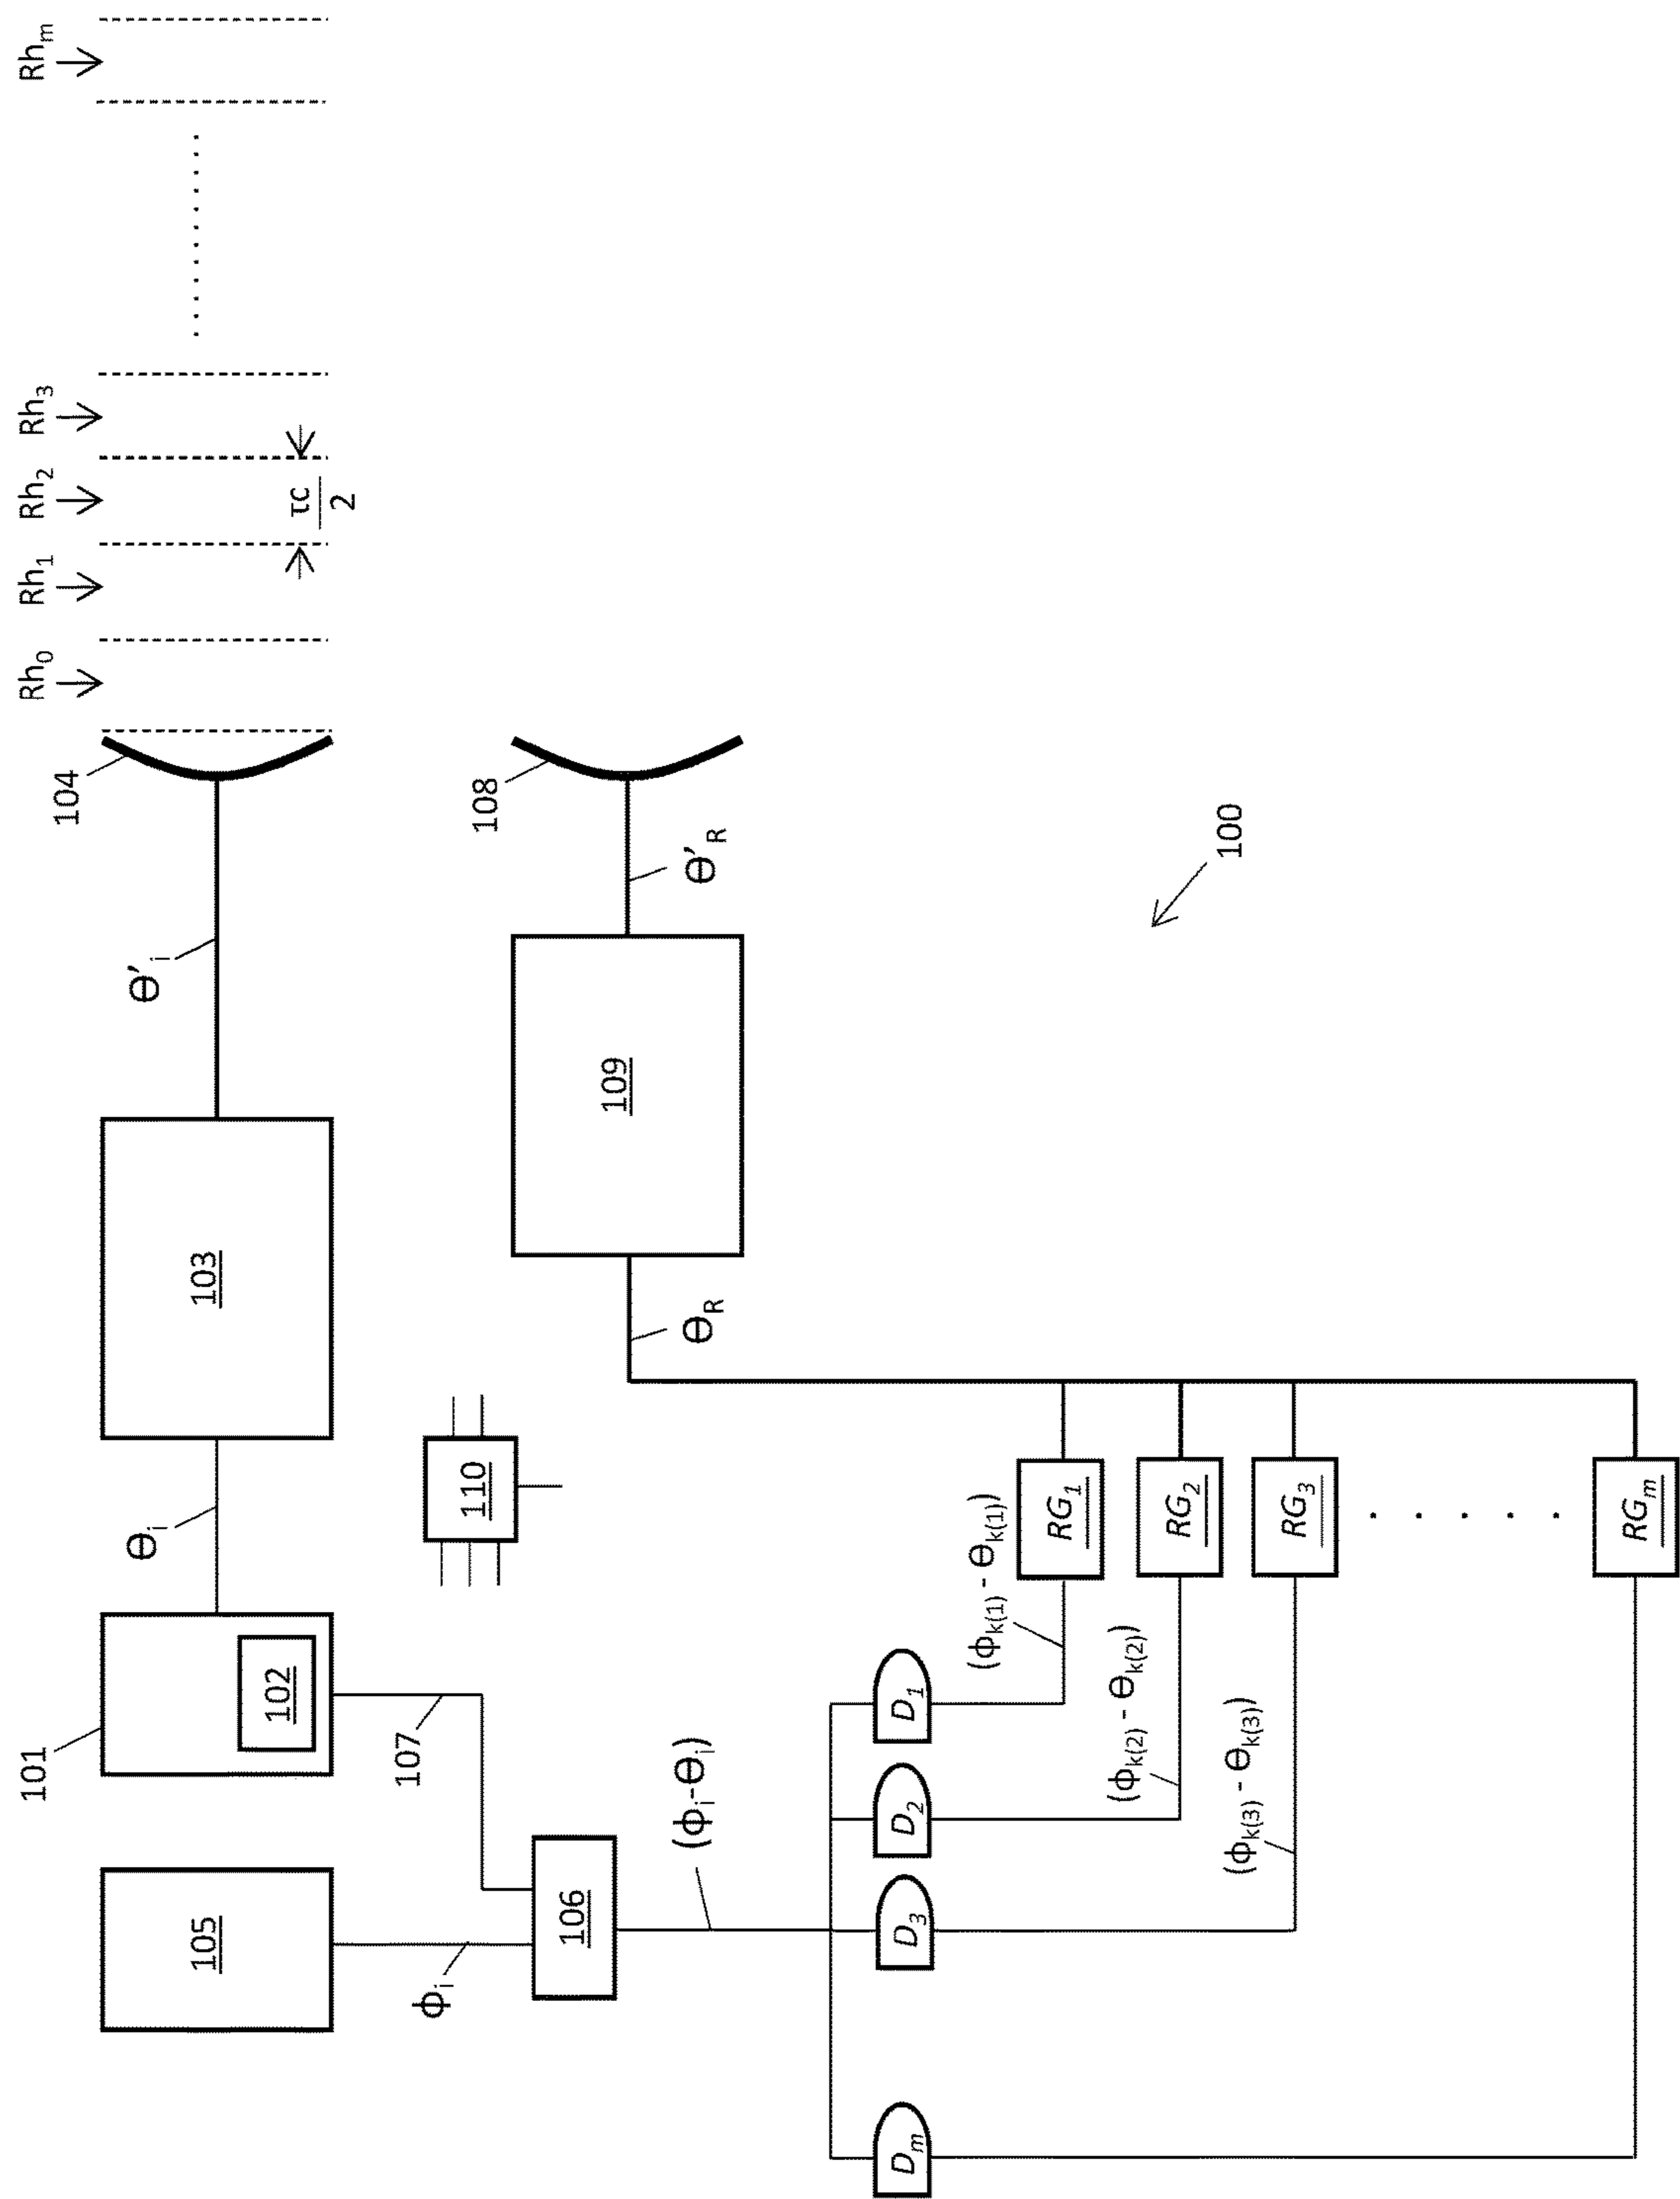 Rh₀
Rh₁
Rh₂
Rh₃
Rhₘ
τc
2
104
Θ'ᵢ
103
Θᵢ
101
102
105
108
Θ'_R
109
Θ_R
110
107
ϕᵢ
106
(ϕᵢ-Θᵢ)
100
D₁
D₂
D₃
Dₘ
(ϕₖ₍₁₎ - Θₖ₍₁₎)
(ϕₖ₍₂₎ - Θₖ₍₂₎)
(ϕₖ₍₃₎ - Θₖ₍₃₎)
RG₁
RG₂
RG₃
RGₘ